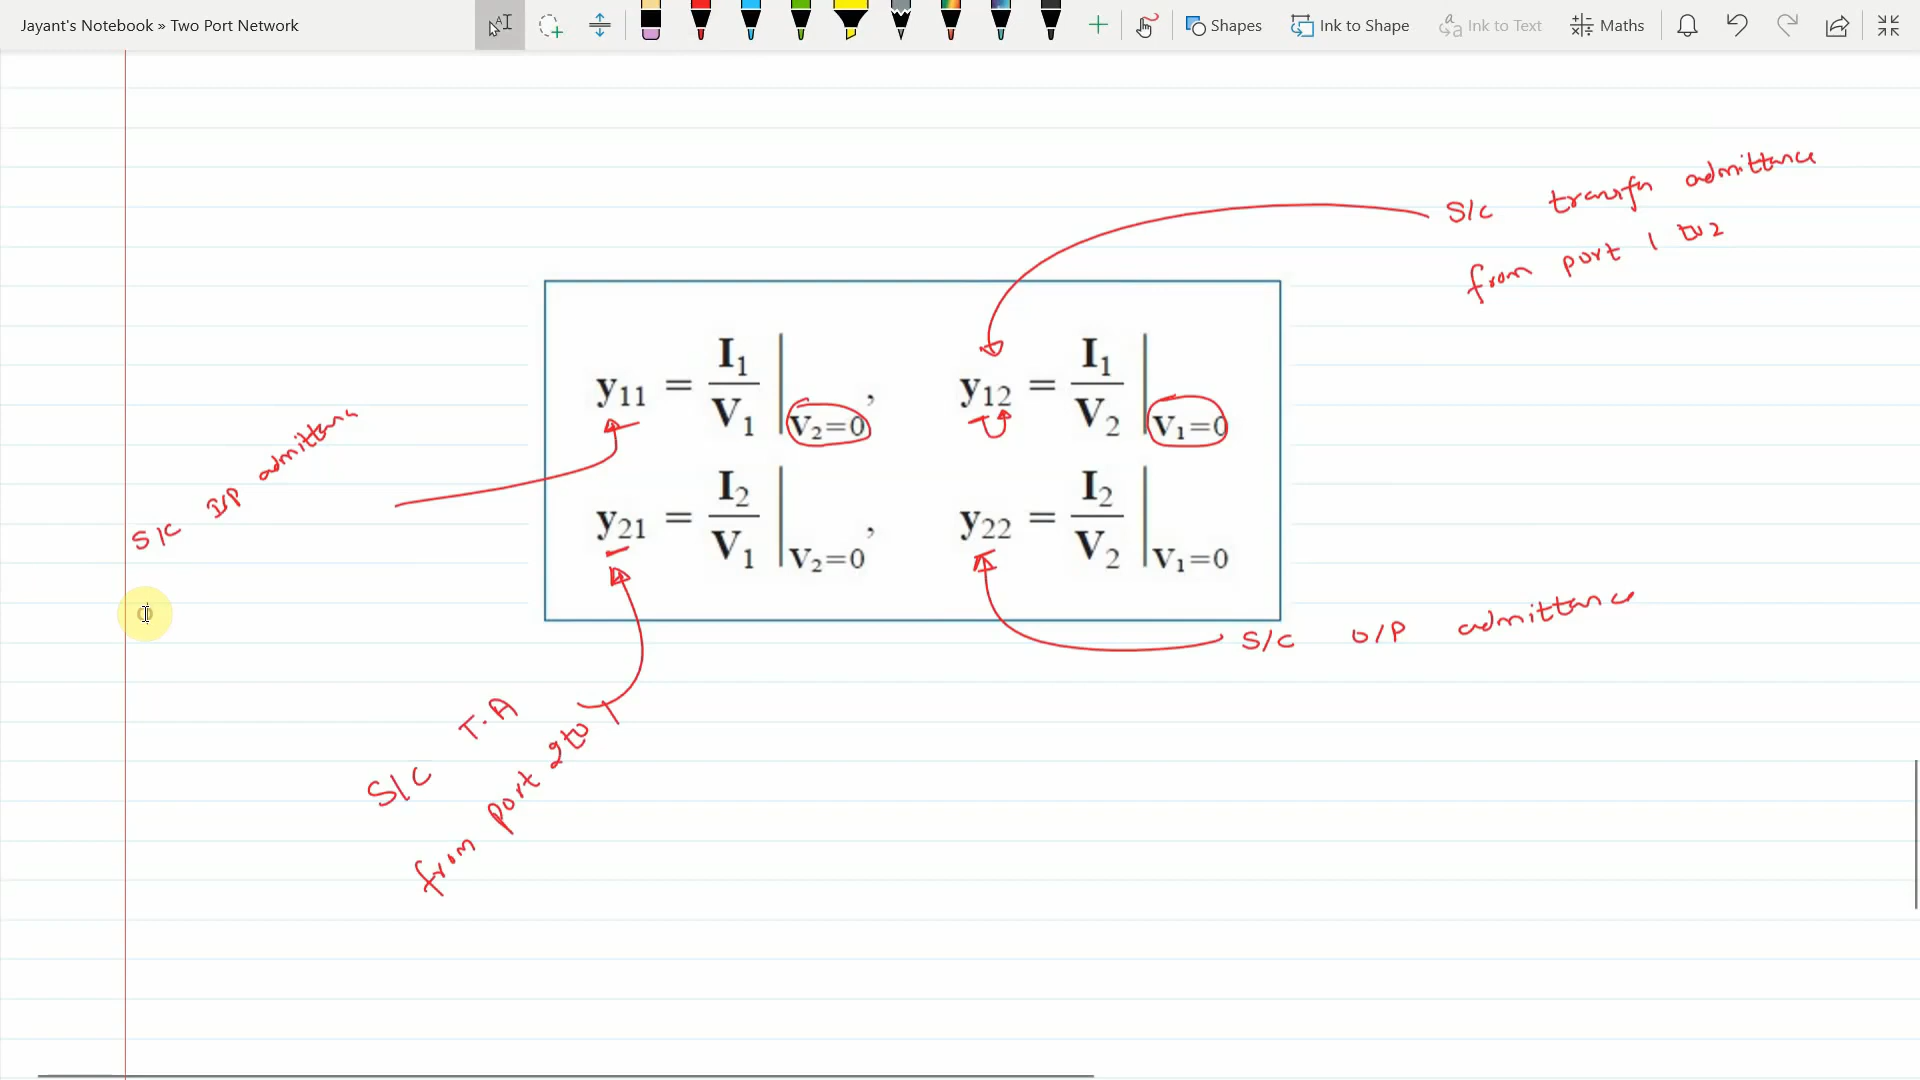 Jayant's Notebook » Two Port Network
Shapes
Ink to Shape
Ink to Text
Maths
S/C transfn admittance
from port 1 to 2
y11 = I1/V1 |V2=0, y12 = I1/V2 |V1=0
S/C I/P admittanc
y21 = I2/V1 |V2=0, y22 = I2/V2 |V1=0
S/C O/P admittance
S/C T.A
from port 2 to 1